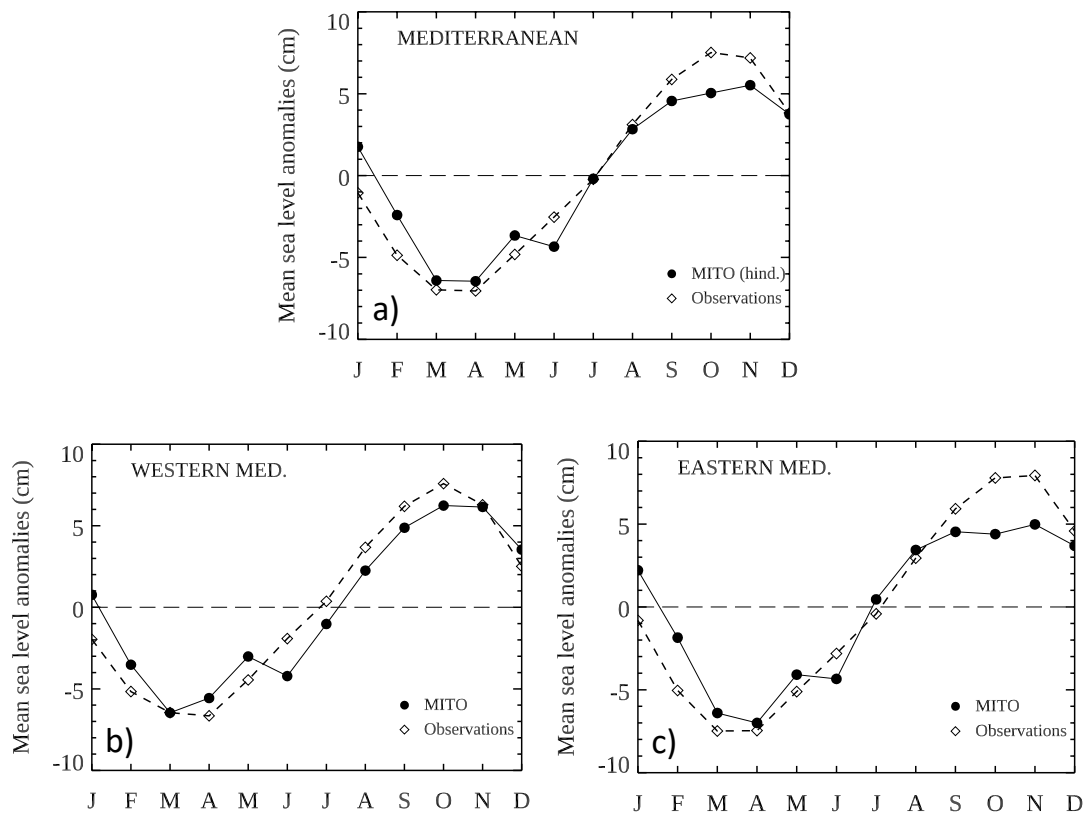 MEDITERRANEAN
Mean sea level anomalies (cm)
10
5
0
-5
-10
MITO (hind.)
Observations
a)
J F M A M J J A S O N D
WESTERN MED.
Mean sea level anomalies (cm)
10
5
0
-5
-10
MITO
Observations
b)
J F M A M J J A S O N D
EASTERN MED.
Mean sea level anomalies (cm)
10
5
0
-5
-10
MITO
Observations
c)
J F M A M J J A S O N D